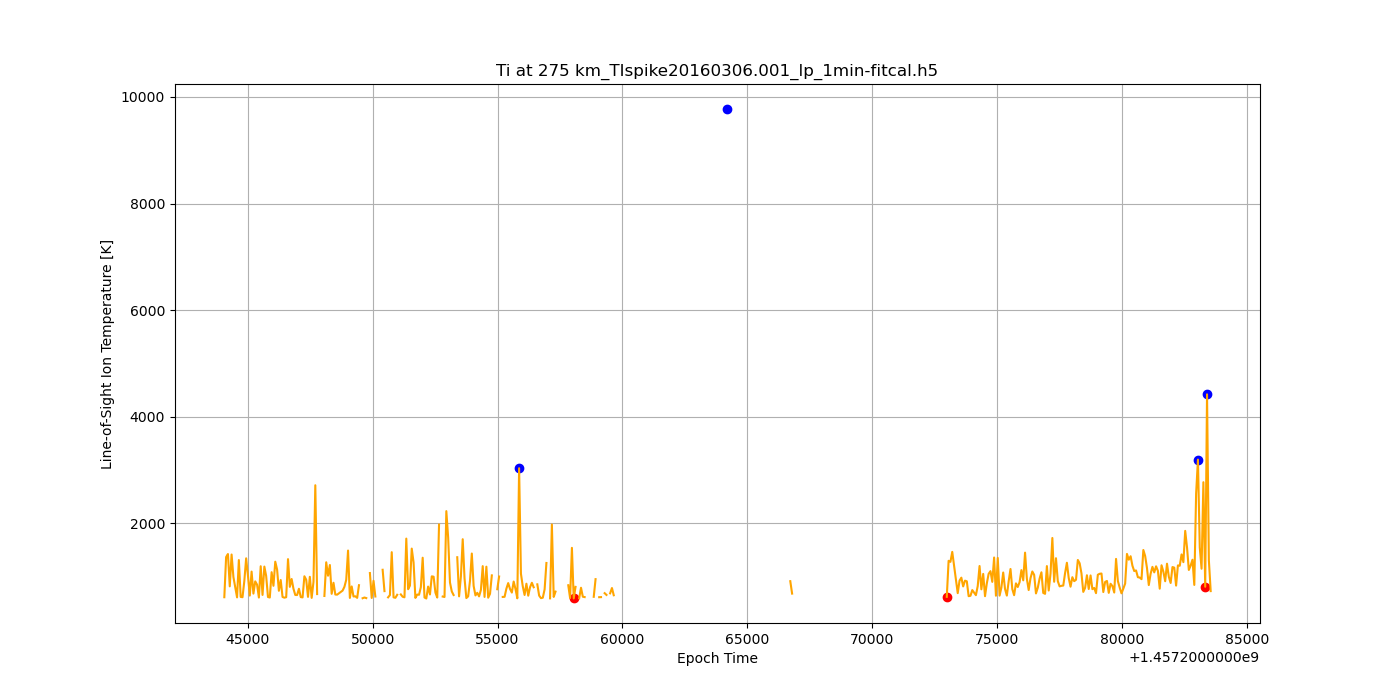 Ti at 275 km_TIspike20160306.001_lp_1min-fitcal.h5
Line-of-Sight Ion Temperature [K]
10000
8000
6000
4000
2000
45000 50000 55000 60000 65000 70000 75000 80000 85000
Epoch Time
+1.4572000000e9